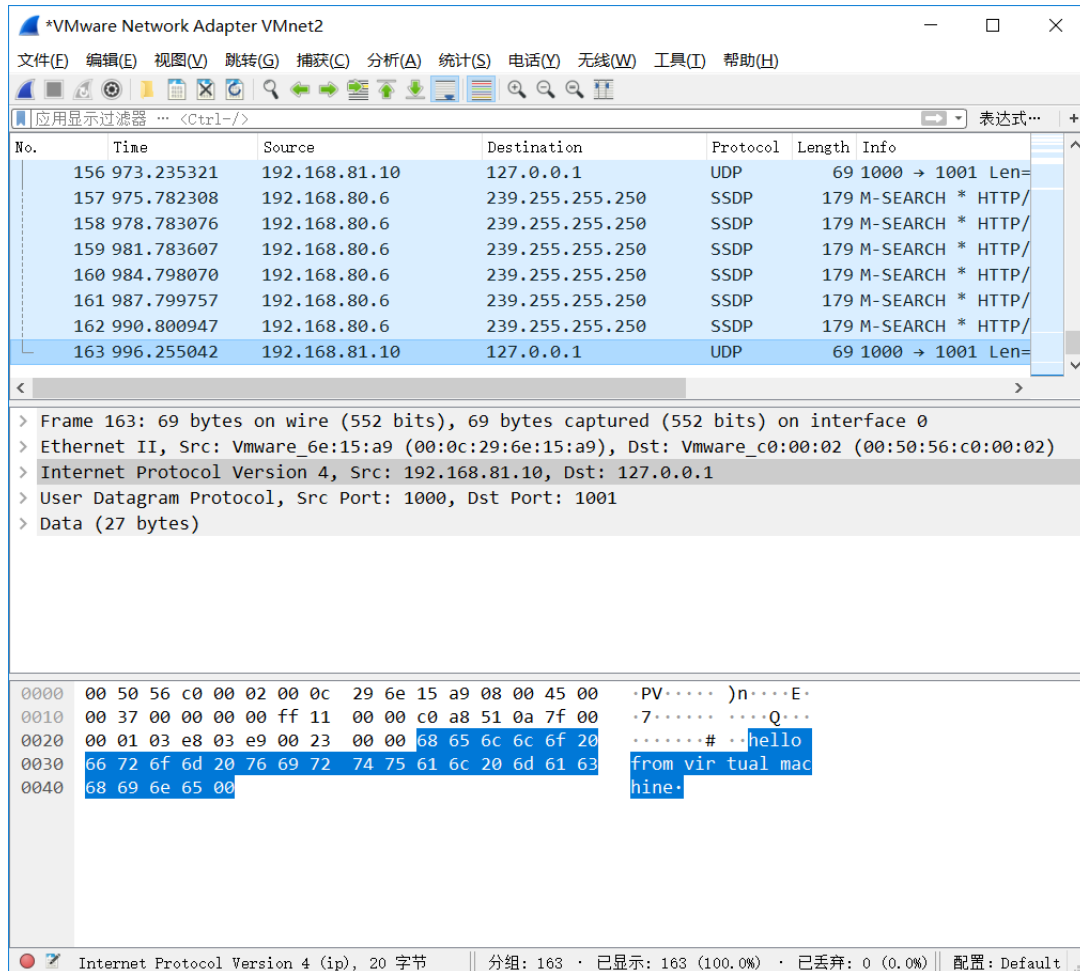 *VMware Network Adapter VMnet2
文件(F) 编辑(E) 视图(V) 跳转(G) 捕获(C) 分析(A) 统计(S) 电话(Y) 无线(W) 工具(T) 帮助(H)
应用显示过滤器 … <Ctrl-/> 表达式… +
No. Time Source Destination Protocol Length Info
156 973.235321 192.168.81.10 127.0.0.1 UDP 69 1000 → 1001 Len=
157 975.782308 192.168.80.6 239.255.255.250 SSDP 179 M-SEARCH * HTTP/
158 978.783076 192.168.80.6 239.255.255.250 SSDP 179 M-SEARCH * HTTP/
159 981.783607 192.168.80.6 239.255.255.250 SSDP 179 M-SEARCH * HTTP/
160 984.798070 192.168.80.6 239.255.255.250 SSDP 179 M-SEARCH * HTTP/
161 987.799757 192.168.80.6 239.255.255.250 SSDP 179 M-SEARCH * HTTP/
162 990.800947 192.168.80.6 239.255.255.250 SSDP 179 M-SEARCH * HTTP/
163 996.255042 192.168.81.10 127.0.0.1 UDP 69 1000 → 1001 Len=
> Frame 163: 69 bytes on wire (552 bits), 69 bytes captured (552 bits) on interface 0
> Ethernet II, Src: Vmware_6e:15:a9 (00:0c:29:6e:15:a9), Dst: Vmware_c0:00:02 (00:50:56:c0:00:02)
> Internet Protocol Version 4, Src: 192.168.81.10, Dst: 127.0.0.1
> User Datagram Protocol, Src Port: 1000, Dst Port: 1001
> Data (27 bytes)
0000 00 50 56 c0 00 02 00 0c 29 6e 15 a9 08 00 45 00 ·PV····· )n····E·
0010 00 37 00 00 00 00 ff 11 00 00 c0 a8 51 0a 7f 00 ·7······ ····Q···
0020 00 01 03 e8 03 e9 00 23 00 00 68 65 6c 6c 6f 20 ·······# ··hello
0030 66 72 6f 6d 20 76 69 72 74 75 61 6c 20 6d 61 63 from vir tual mac
0040 68 69 6e 65 00 hine·
Internet Protocol Version 4 (ip), 20 字节 分组: 163 · 已显示: 163 (100.0%) · 已丢弃: 0 (0.0%) 配置: Default